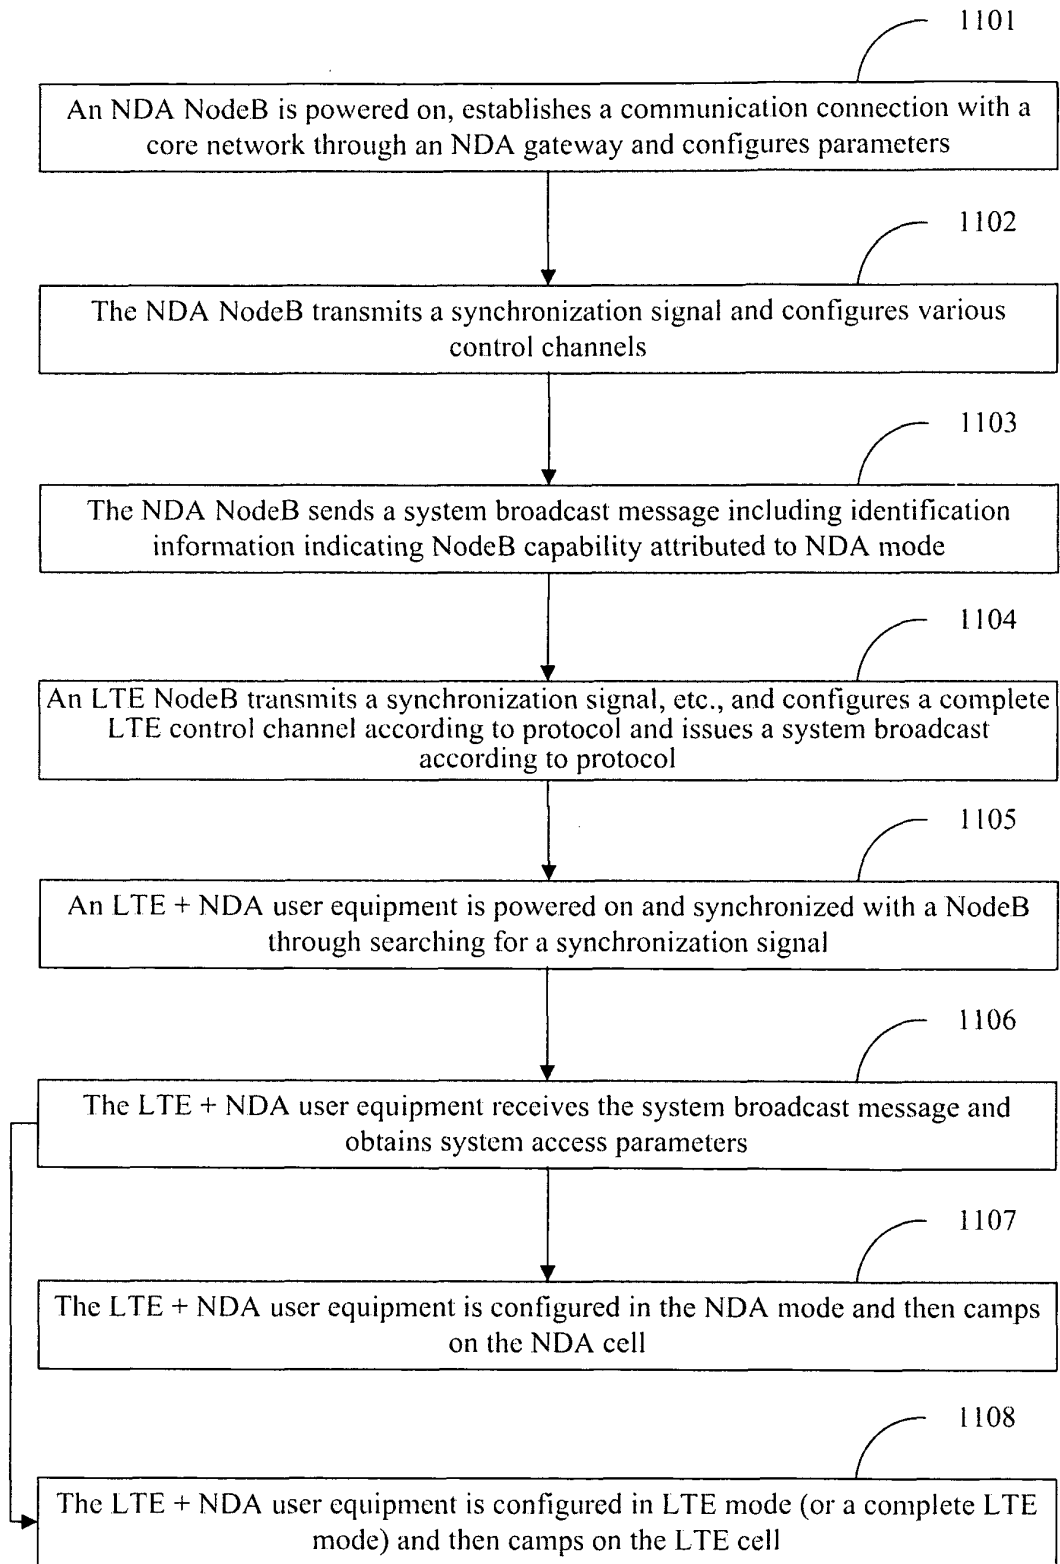 1101
An NDA NodeB is powered on, establishes a communication connection with a
core network through an NDA gateway and configures parameters
1102
The NDA NodeB transmits a synchronization signal and configures various
control channels
1103
The NDA NodeB sends a system broadcast message including identification
information indicating NodeB capability attributed to NDA mode
1104
An LTE NodeB transmits a synchronization signal, etc., and configures a complete
LTE control channel according to protocol and issues a system broadcast
according to protocol
1105
An LTE + NDA user equipment is powered on and synchronized with a NodeB
through searching for a synchronization signal
1106
The LTE + NDA user equipment receives the system broadcast message and
obtains system access parameters
1107
The LTE + NDA user equipment is configured in the NDA mode and then camps
on the NDA cell
1108
The LTE + NDA user equipment is configured in LTE mode (or a complete LTE
mode) and then camps on the LTE cell